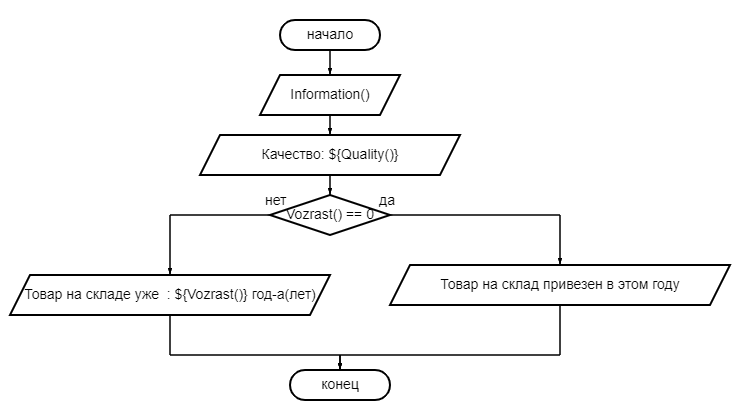 начало
Information()
Качество: ${Quality()}
нет
да
Vozrast() == 0
Товар на складе уже  : ${Vozrast()} год-а(лет)
Товар на склад привезен в этом году
конец